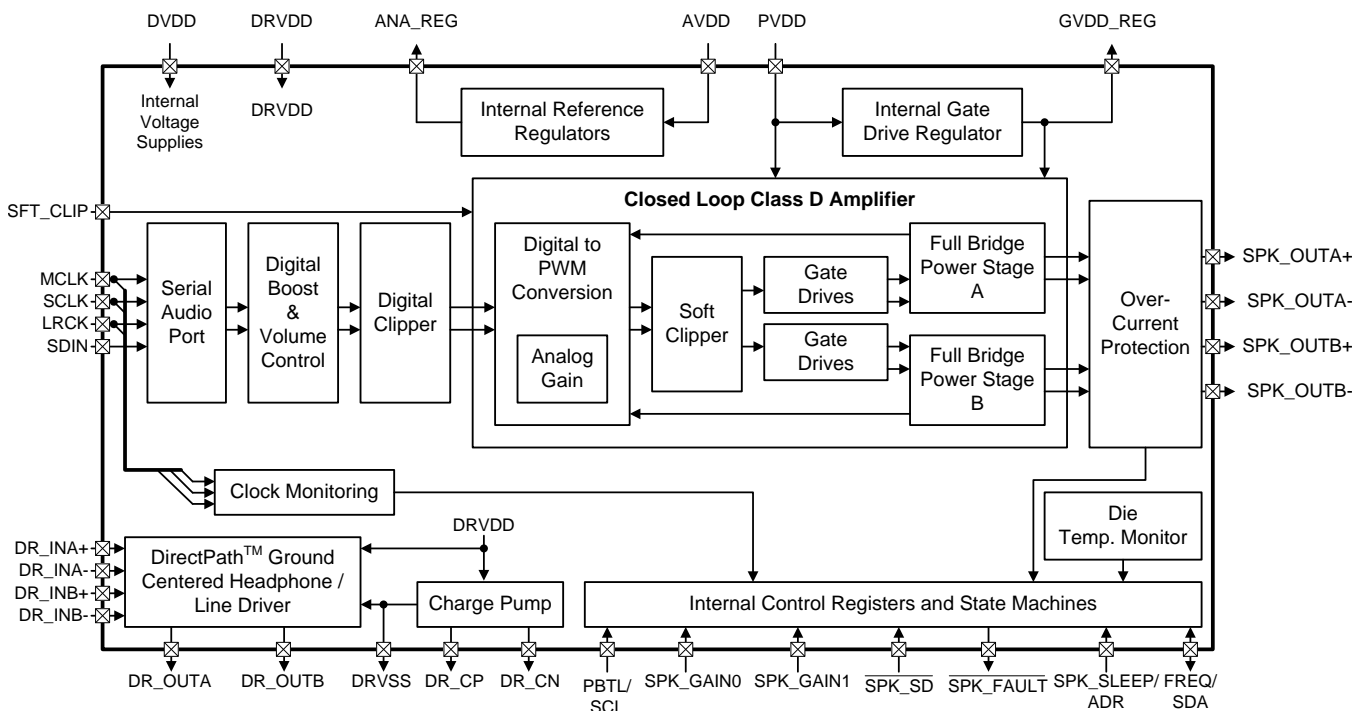 DVDD
DRVDD
ANA_REG
AVDD
PVDD
GVDD_REG
Internal
Voltage
Supplies
DRVDD
Internal Reference
Regulators
Internal Gate
Drive Regulator
Closed Loop Class D Amplifier
SFT_CLIP
MCLK
SCLK
LRCK
SDIN
Serial
Audio
Port
Digital
Boost
&
Volume
Control
Digital
Clipper
Digital to
PWM
Conversion
Analog
Gain
Soft
Clipper
Gate
Drives
Gate
Drives
Full Bridge
Power Stage
A
Full Bridge
Power Stage
B
Over-
Current
Protection
SPK_OUTA+
SPK_OUTA-
SPK_OUTB+
SPK_OUTB-
Clock Monitoring
Die
Temp. Monitor
DRVDD
DR_INA+
DR_INA-
DR_INB+
DR_INB-
DirectPath™ Ground
Centered Headphone /
Line Driver
Charge Pump
Internal Control Registers and State Machines
DR_OUTA
DR_OUTB
DRVSS
DR_CP
DR_CN
PBTL/
SCL
SPK_GAIN0
SPK_GAIN1
SPK_SD
SPK_FAULT
SPK_SLEEP/
ADR
FREQ/
SDA